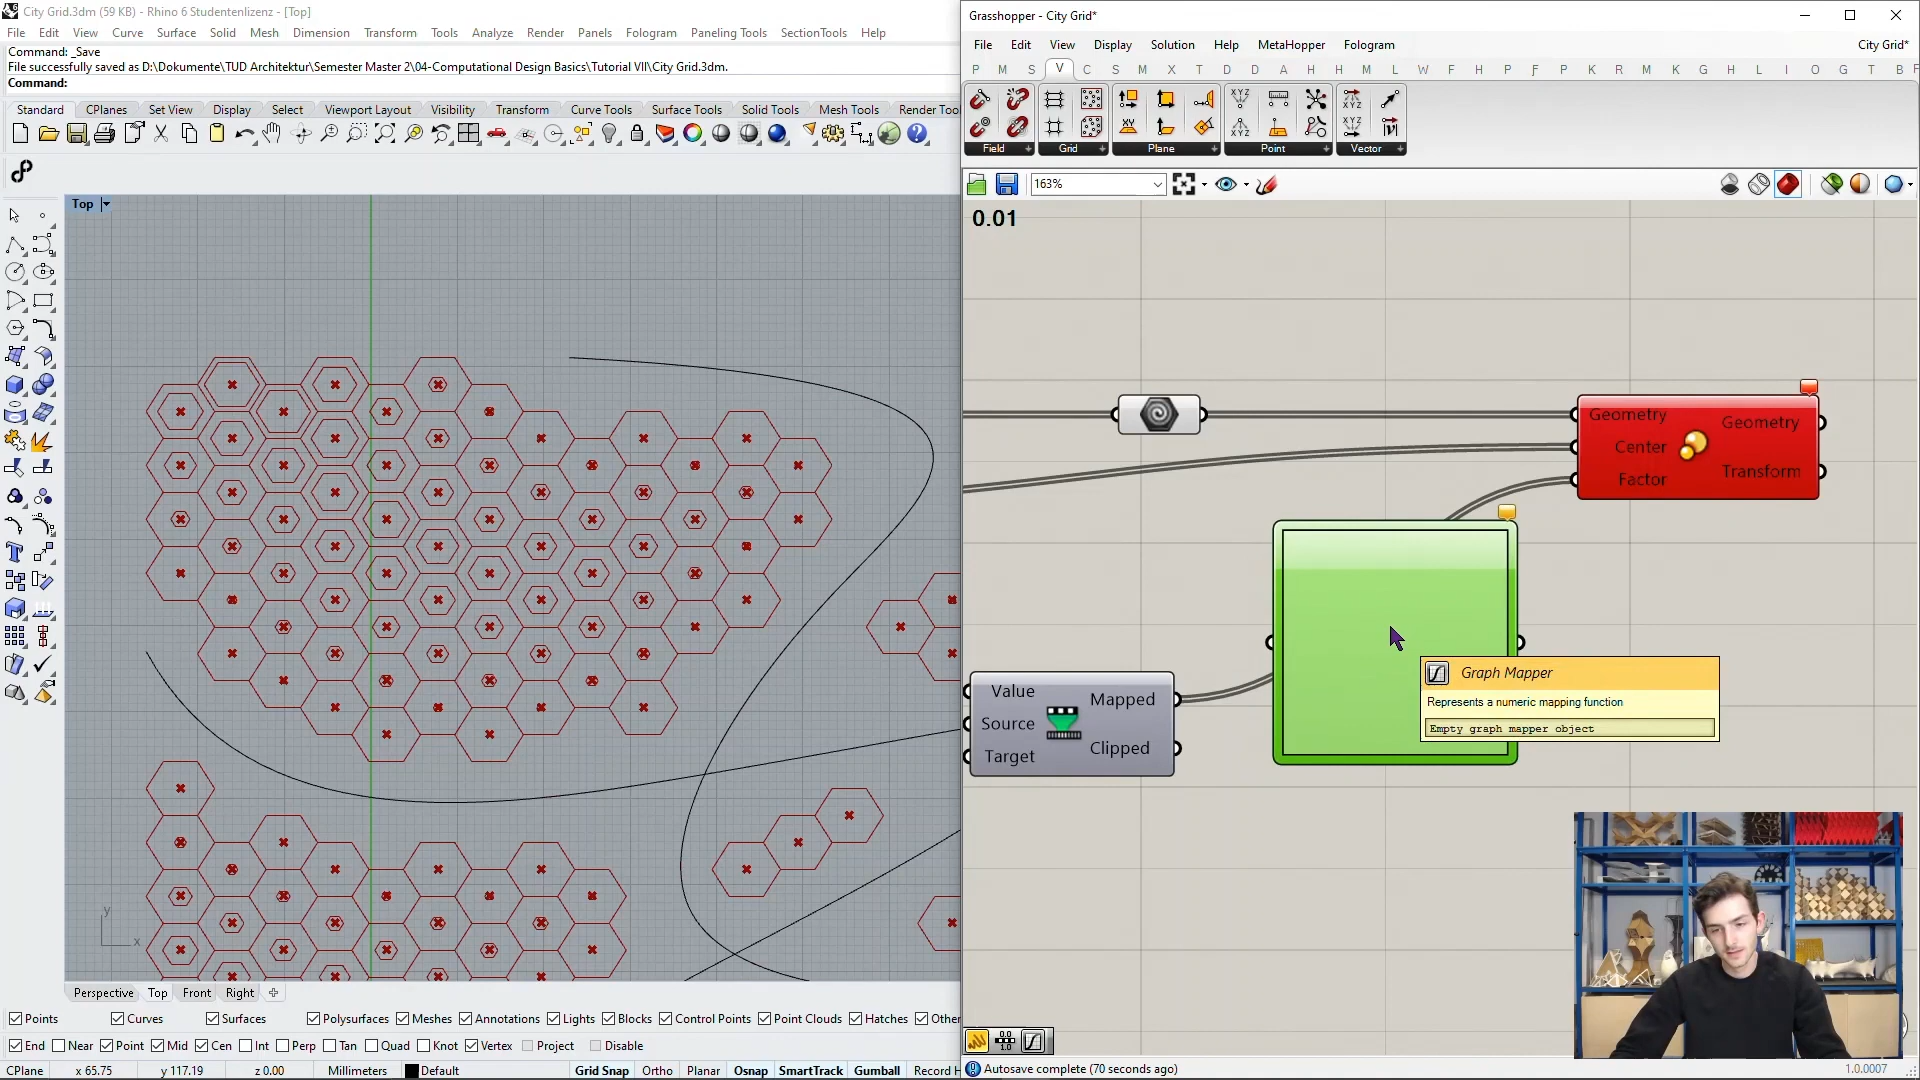 City Grid.3dm (59 KB) - Rhino 6 Studentenlizenz - [Top]
File Edit View Curve Surface Solid Mesh Dimension Transform Tools Analyze Render Panels Fologram Paneling Tools SectionTools Help
Command: _Save
File successfully saved as D:\Dokumente\TUD Architektur\Semester Master 2\04-Computational Design Basics\Tutorial VII\City Grid.3dm.
Command:
Standard CPlanes Set View Display Select Viewport Layout Visibility Transform Curve Tools Surface Tools Solid Tools Mesh Tools Render Too
Top
y
x
Perspective Top Front Right
Points Curves Surfaces Polysurfaces Meshes Annotations Lights Blocks Control Points Point Clouds Hatches Other
End Near Point Mid Cen Int Perp Tan Quad Knot Vertex Project Disable
CPlane x 65.75 y 117.19 z 0.00 Millimeters Default Grid Snap Ortho Planar Osnap SmartTrack Gumball Record H
Grasshopper - City Grid*
File Edit View Display Solution Help MetaHopper Fologram City Grid*
P M S V C S M X T D D A H H M L W F H P F P K R M G H L I O G T B F
Field Grid Plane Point Vector
163%
0.01
Geometry Geometry
Center
Factor Transform
Value Mapped
Source
Target Clipped
Graph Mapper
Represents a numeric mapping function
Empty graph mapper object
Autosave complete (70 seconds ago)
1.0.0007